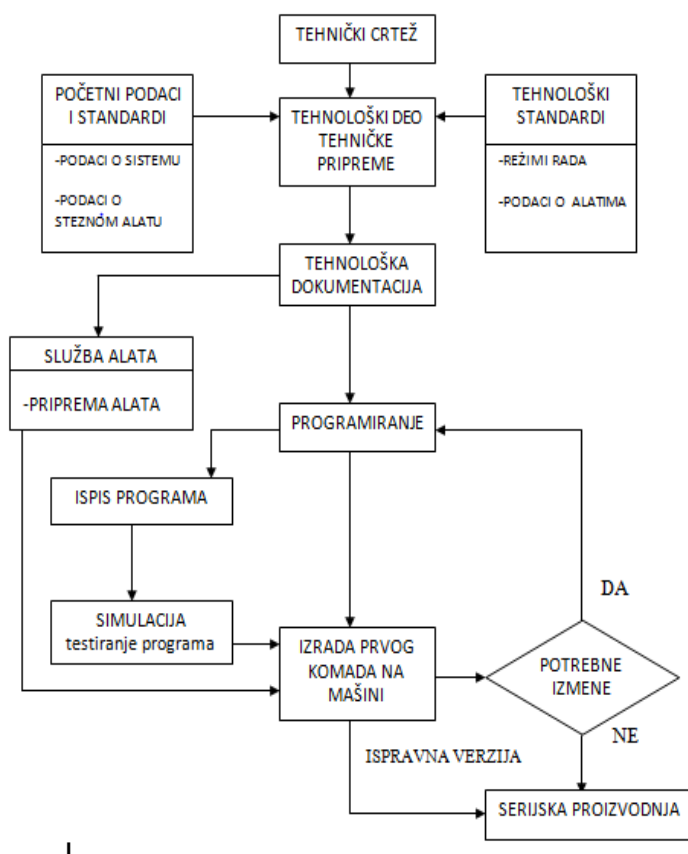 TEHNIČKI CRTEŽ
POČETNI PODACI
I STANDARDI
-PODACI O SISTEMU
-PODACI O
STEZNOM ALATU
TEHNOLOŠKI DEO
TEHNIČKE
PRIPREME
TEHNOLOŠKI
STANDARDI
-REŽIMI RADA
-PODACI O ALATIMA
TEHNOLOŠKA
DOKUMENTACIJA
SLUŽBA ALATA
-PRIPREMA ALATA
PROGRAMIRANJE
ISPIS PROGRAMA
SIMULACIJA
testiranje programa
IZRADA PRVOG
KOMADA NA
MAŠINI
DA
POTREBNE
IZMENE
NE
ISPRAVNA VERZIJA
SERIJSKA PROIZVODNJA